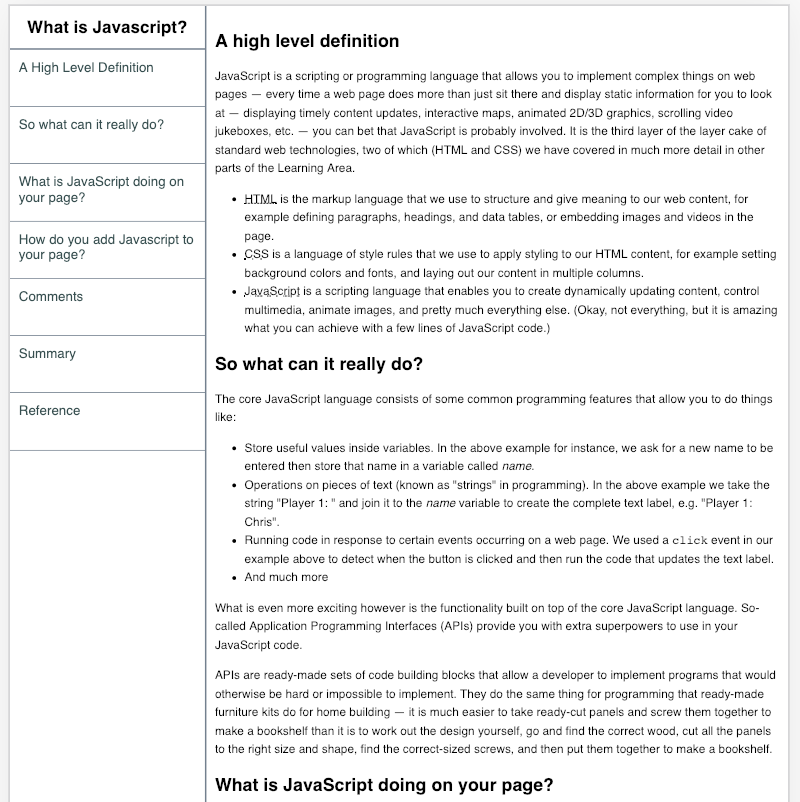 What is Javascript?
A High Level Definition
So what can it really do?
What is JavaScript doing on
your page?
How do you add Javascript to
your page?
Comments
Summary
Reference
A high level definition
JavaScript is a scripting or programming language that allows you to implement complex things on web
pages — every time a web page does more than just sit there and display static information for you to look
at — displaying timely content updates, interactive maps, animated 2D/3D graphics, scrolling video
jukeboxes, etc. — you can bet that JavaScript is probably involved. It is the third layer of the layer cake of
standard web technologies, two of which (HTML and CSS) we have covered in much more detail in other
parts of the Learning Area.
• HTML is the markup language that we use to structure and give meaning to our web content, for
example defining paragraphs, headings, and data tables, or embedding images and videos in the
page.
• CSS is a language of style rules that we use to apply styling to our HTML content, for example setting
background colors and fonts, and laying out our content in multiple columns.
• JavaScript is a scripting language that enables you to create dynamically updating content, control
multimedia, animate images, and pretty much everything else. (Okay, not everything, but it is amazing
what you can achieve with a few lines of JavaScript code.)
So what can it really do?
The core JavaScript language consists of some common programming features that allow you to do things
like:
• Store useful values inside variables. In the above example for instance, we ask for a new name to be
entered then store that name in a variable called name.
• Operations on pieces of text (known as "strings" in programming). In the above example we take the
string "Player 1: " and join it to the name variable to create the complete text label, e.g. "Player 1:
Chris".
• Running code in response to certain events occurring on a web page. We used a click event in our
example above to detect when the button is clicked and then run the code that updates the text label.
• And much more
What is even more exciting however is the functionality built on top of the core JavaScript language. So-
called Application Programming Interfaces (APIs) provide you with extra superpowers to use in your
JavaScript code.
APIs are ready-made sets of code building blocks that allow a developer to implement programs that would
otherwise be hard or impossible to implement. They do the same thing for programming that ready-made
furniture kits do for home building — it is much easier to take ready-cut panels and screw them together to
make a bookshelf than it is to work out the design yourself, go and find the correct wood, cut all the panels
to the right size and shape, find the correct-sized screws, and then put them together to make a bookshelf.
What is JavaScript doing on your page?